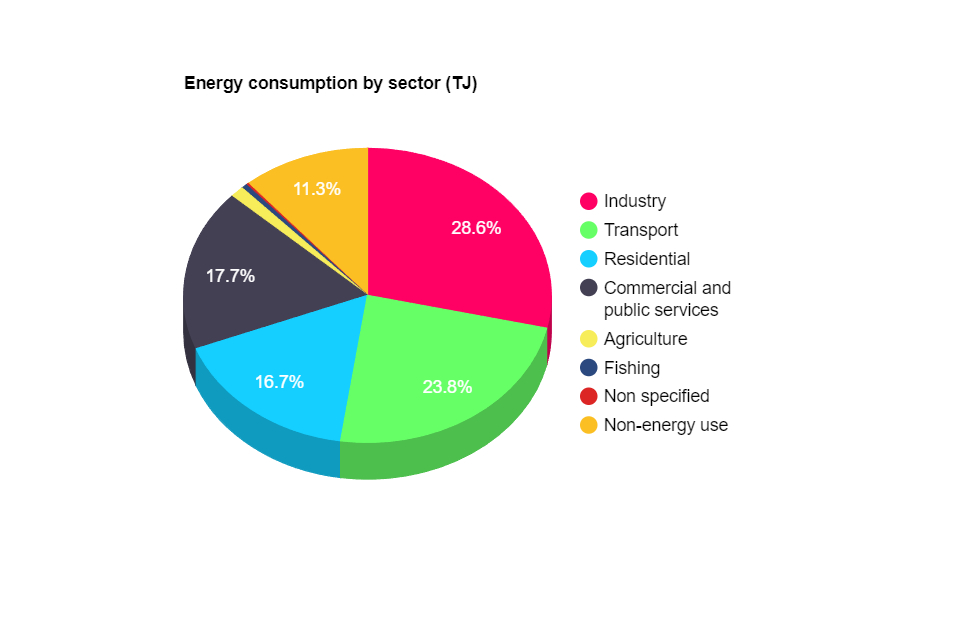 Energy consumption by sector (TJ)
11.3%
28.6%
17.7%
16.7%
23.8%
Industry
Transport
Residential
Commercial and
public services
Agriculture
Fishing
Non specified
Non-energy use